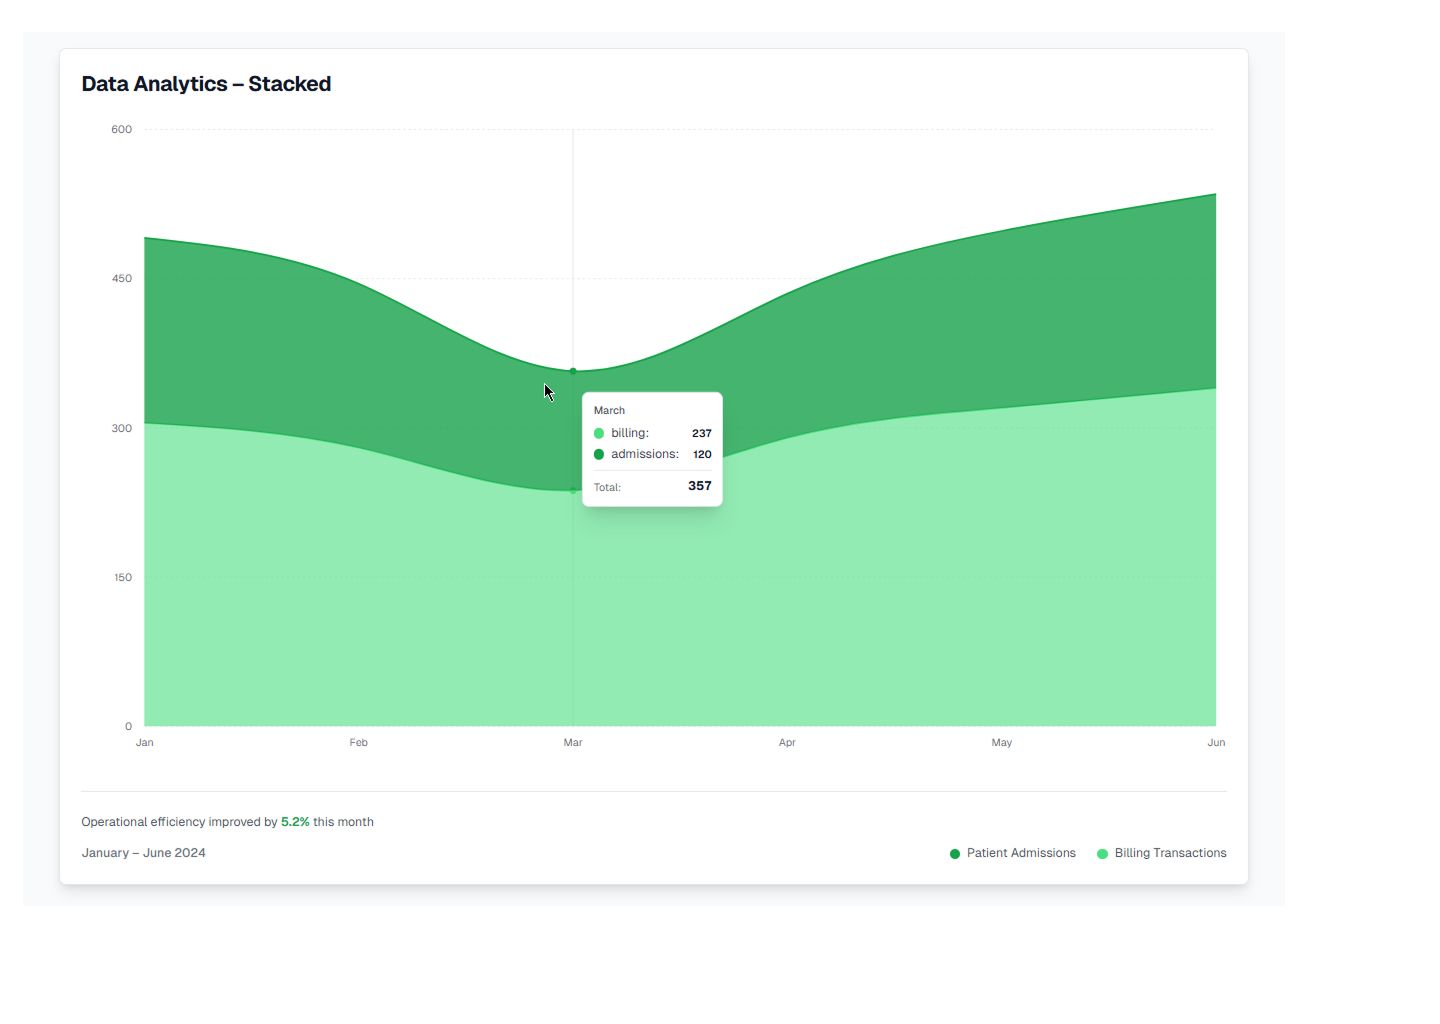 Data Analytics – Stacked
600
450
300
150
0
March
billing: 237
admissions: 120
Total: 357
Jan Feb Mar Apr May Jun
Operational efficiency improved by 5.2% this month
January – June 2024
Patient Admissions Billing Transactions